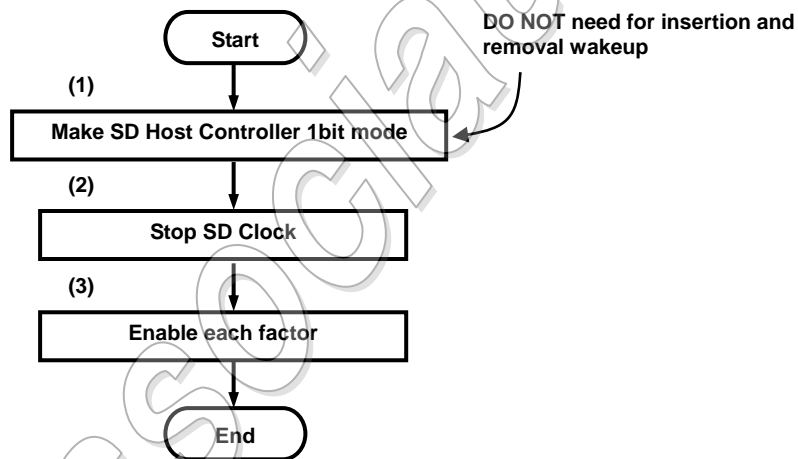 Start
DO NOT need for insertion and
removal wakeup
(1)
Make SD Host Controller 1bit mode
(2)
Stop SD Clock
(3)
Enable each factor
End